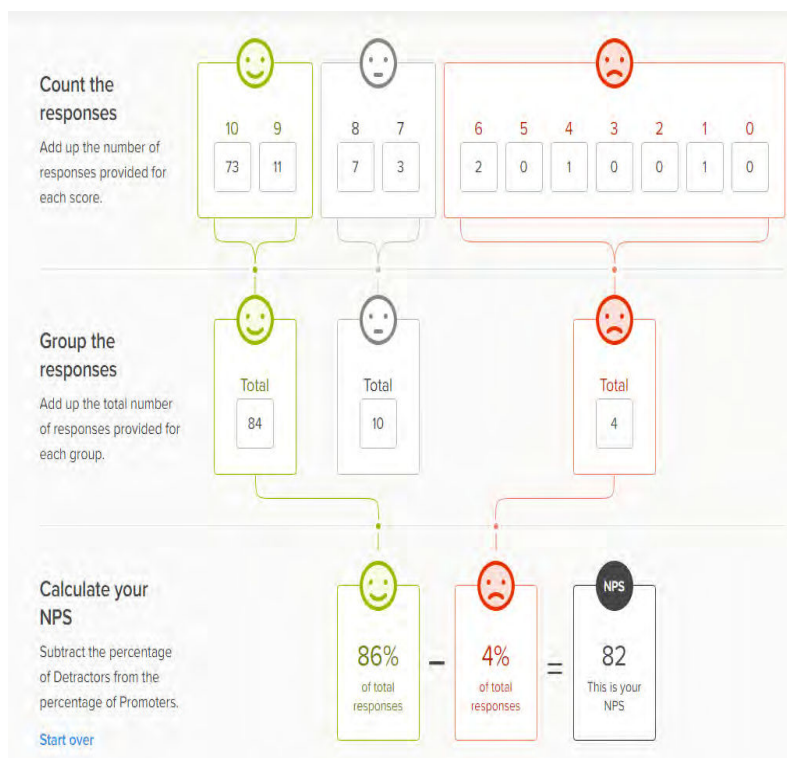 Count the
responses
Add up the number of
responses provided for
each score.
10 9 8 7 6 5 4 3 2 1 0
73 11 7 3 2 0 1 0 0 1 0
Group the
responses
Add up the total number
of responses provided for
each group.
Total Total Total
84 10 4
Calculate your
NPS
Subtract the percentage
of Detractors from the
percentage of Promoters.
Start over
NPS
86% − 4% = 82
of total of total This is your
responses responses NPS